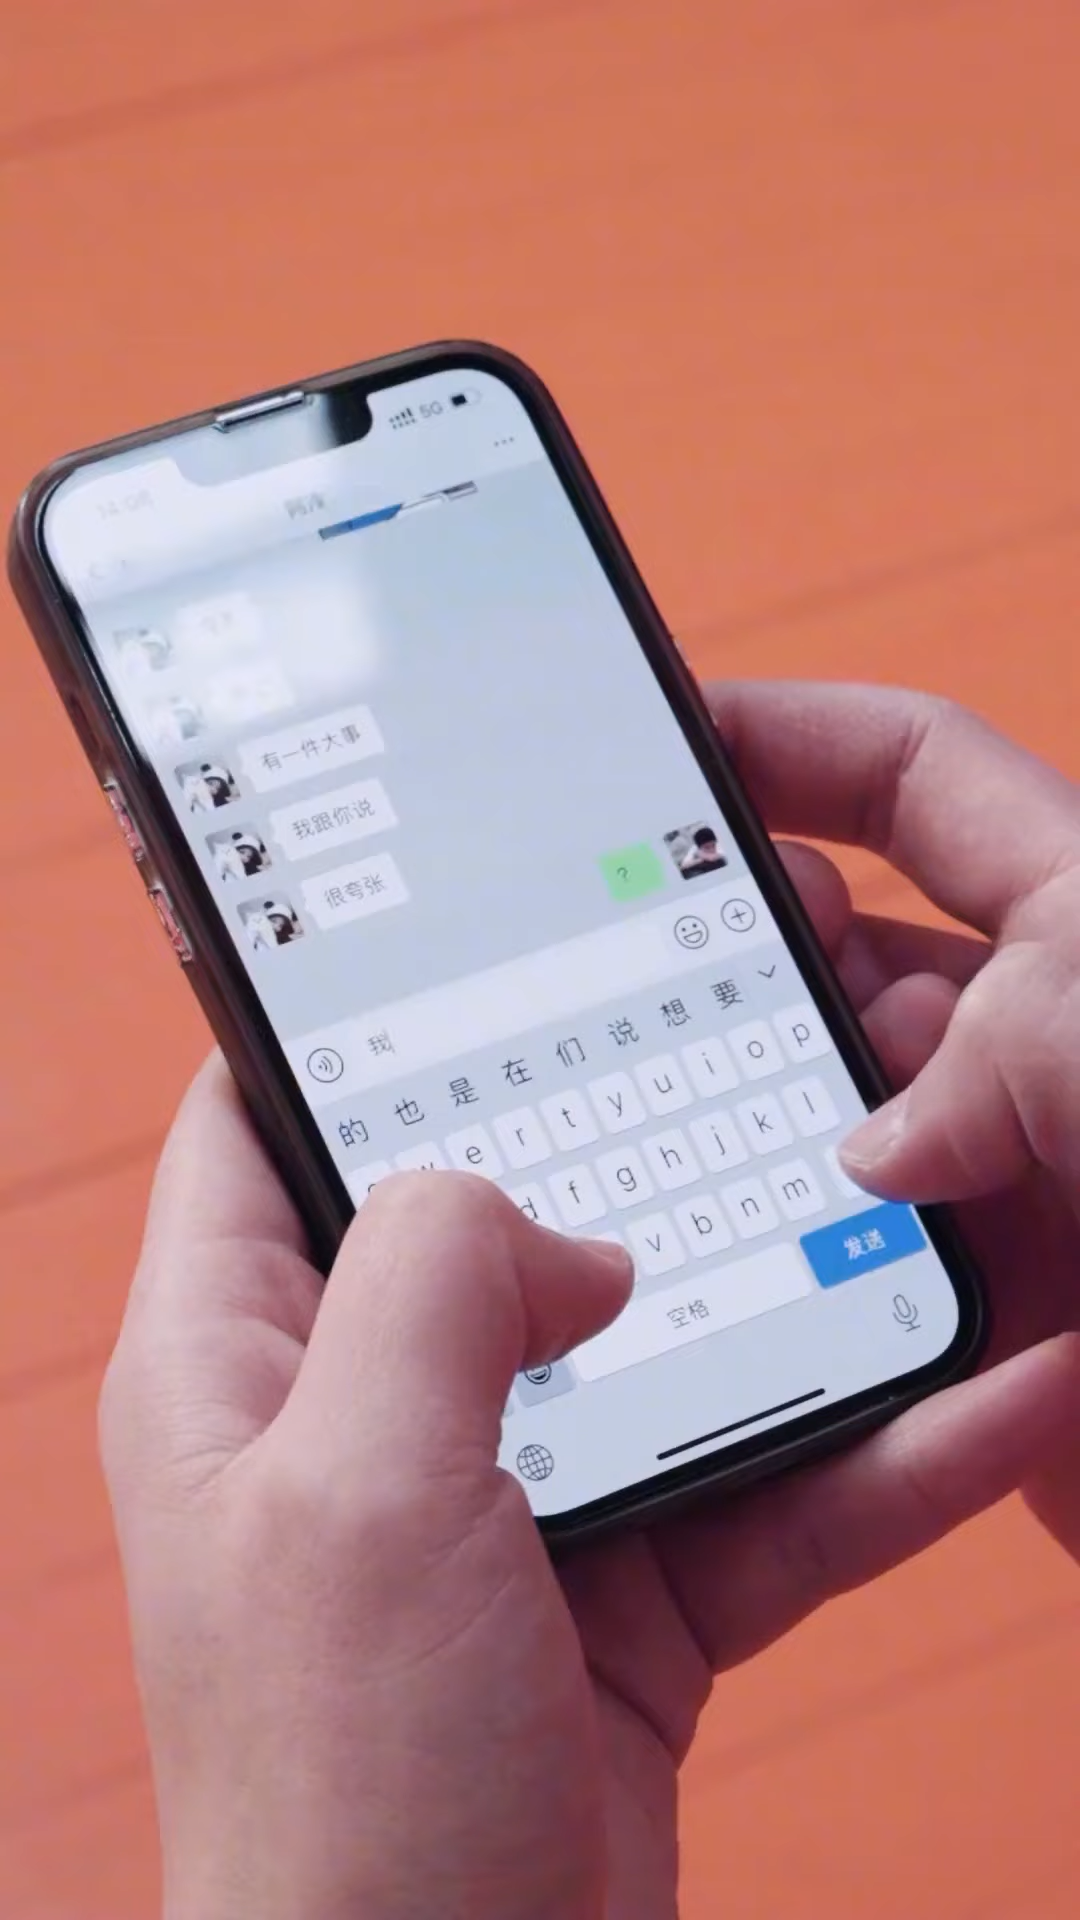 5G
有一件大事
我跟你说
很夸张
?
我
的 也 是 在 们 说 想 要
e r t y u i o p
d f g h j k l
v b n m
空格
发送